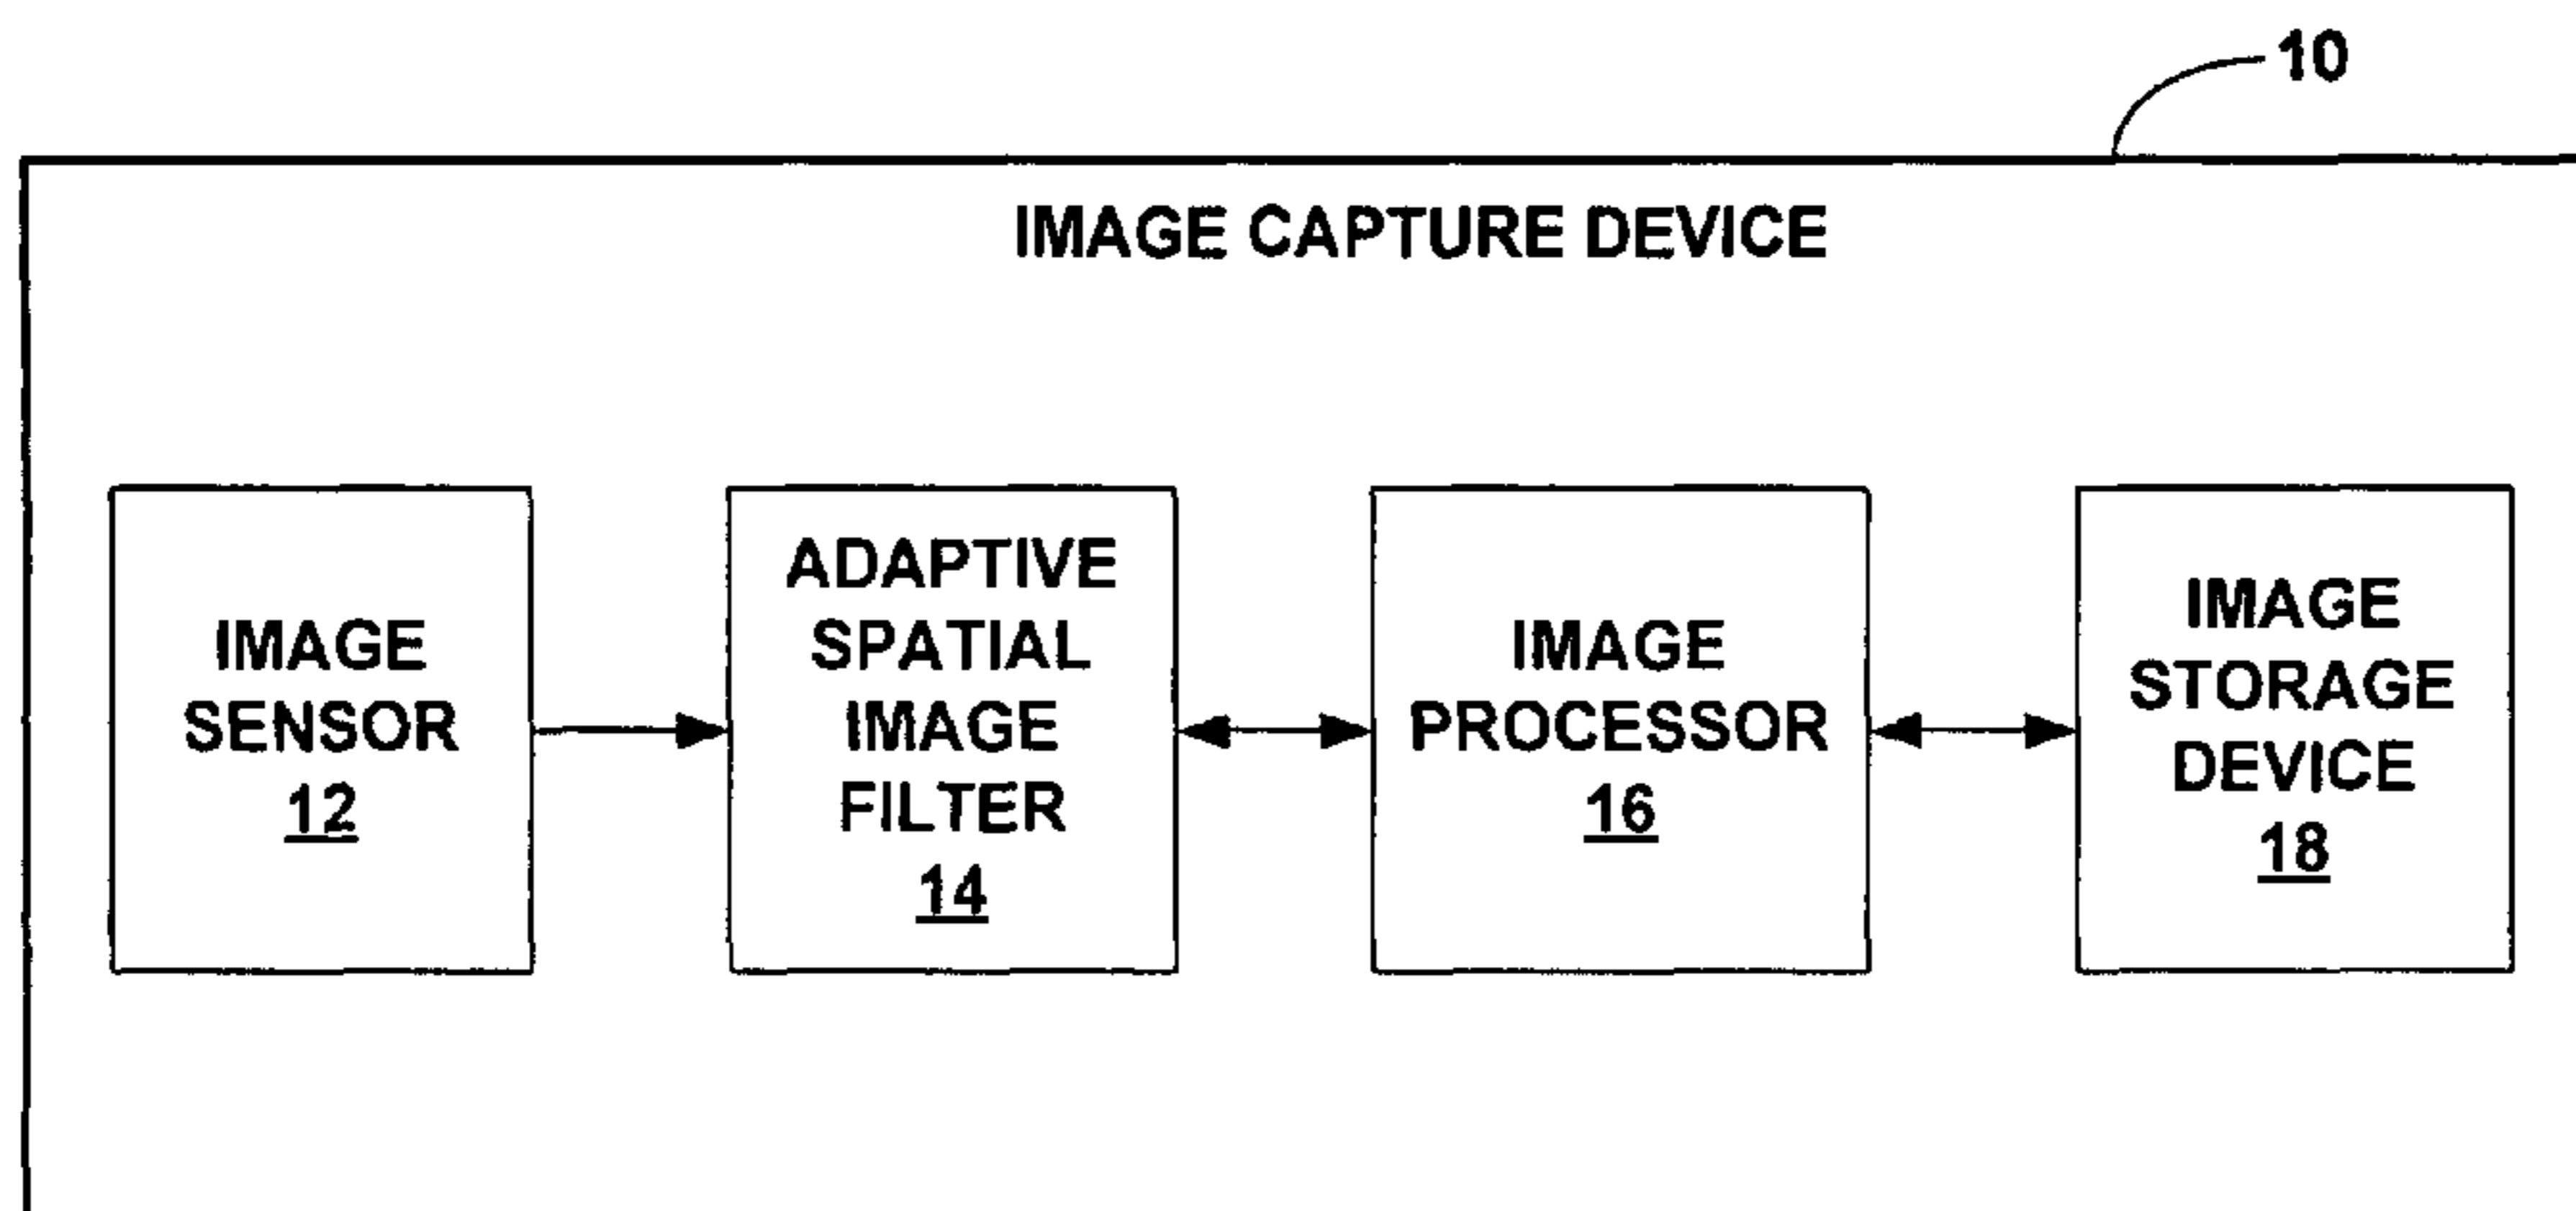 10
IMAGE CAPTURE DEVICE
IMAGE
SENSOR
12
ADAPTIVE
SPATIAL
IMAGE
FILTER
14
IMAGE
PROCESSOR
16
IMAGE
STORAGE
DEVICE
18